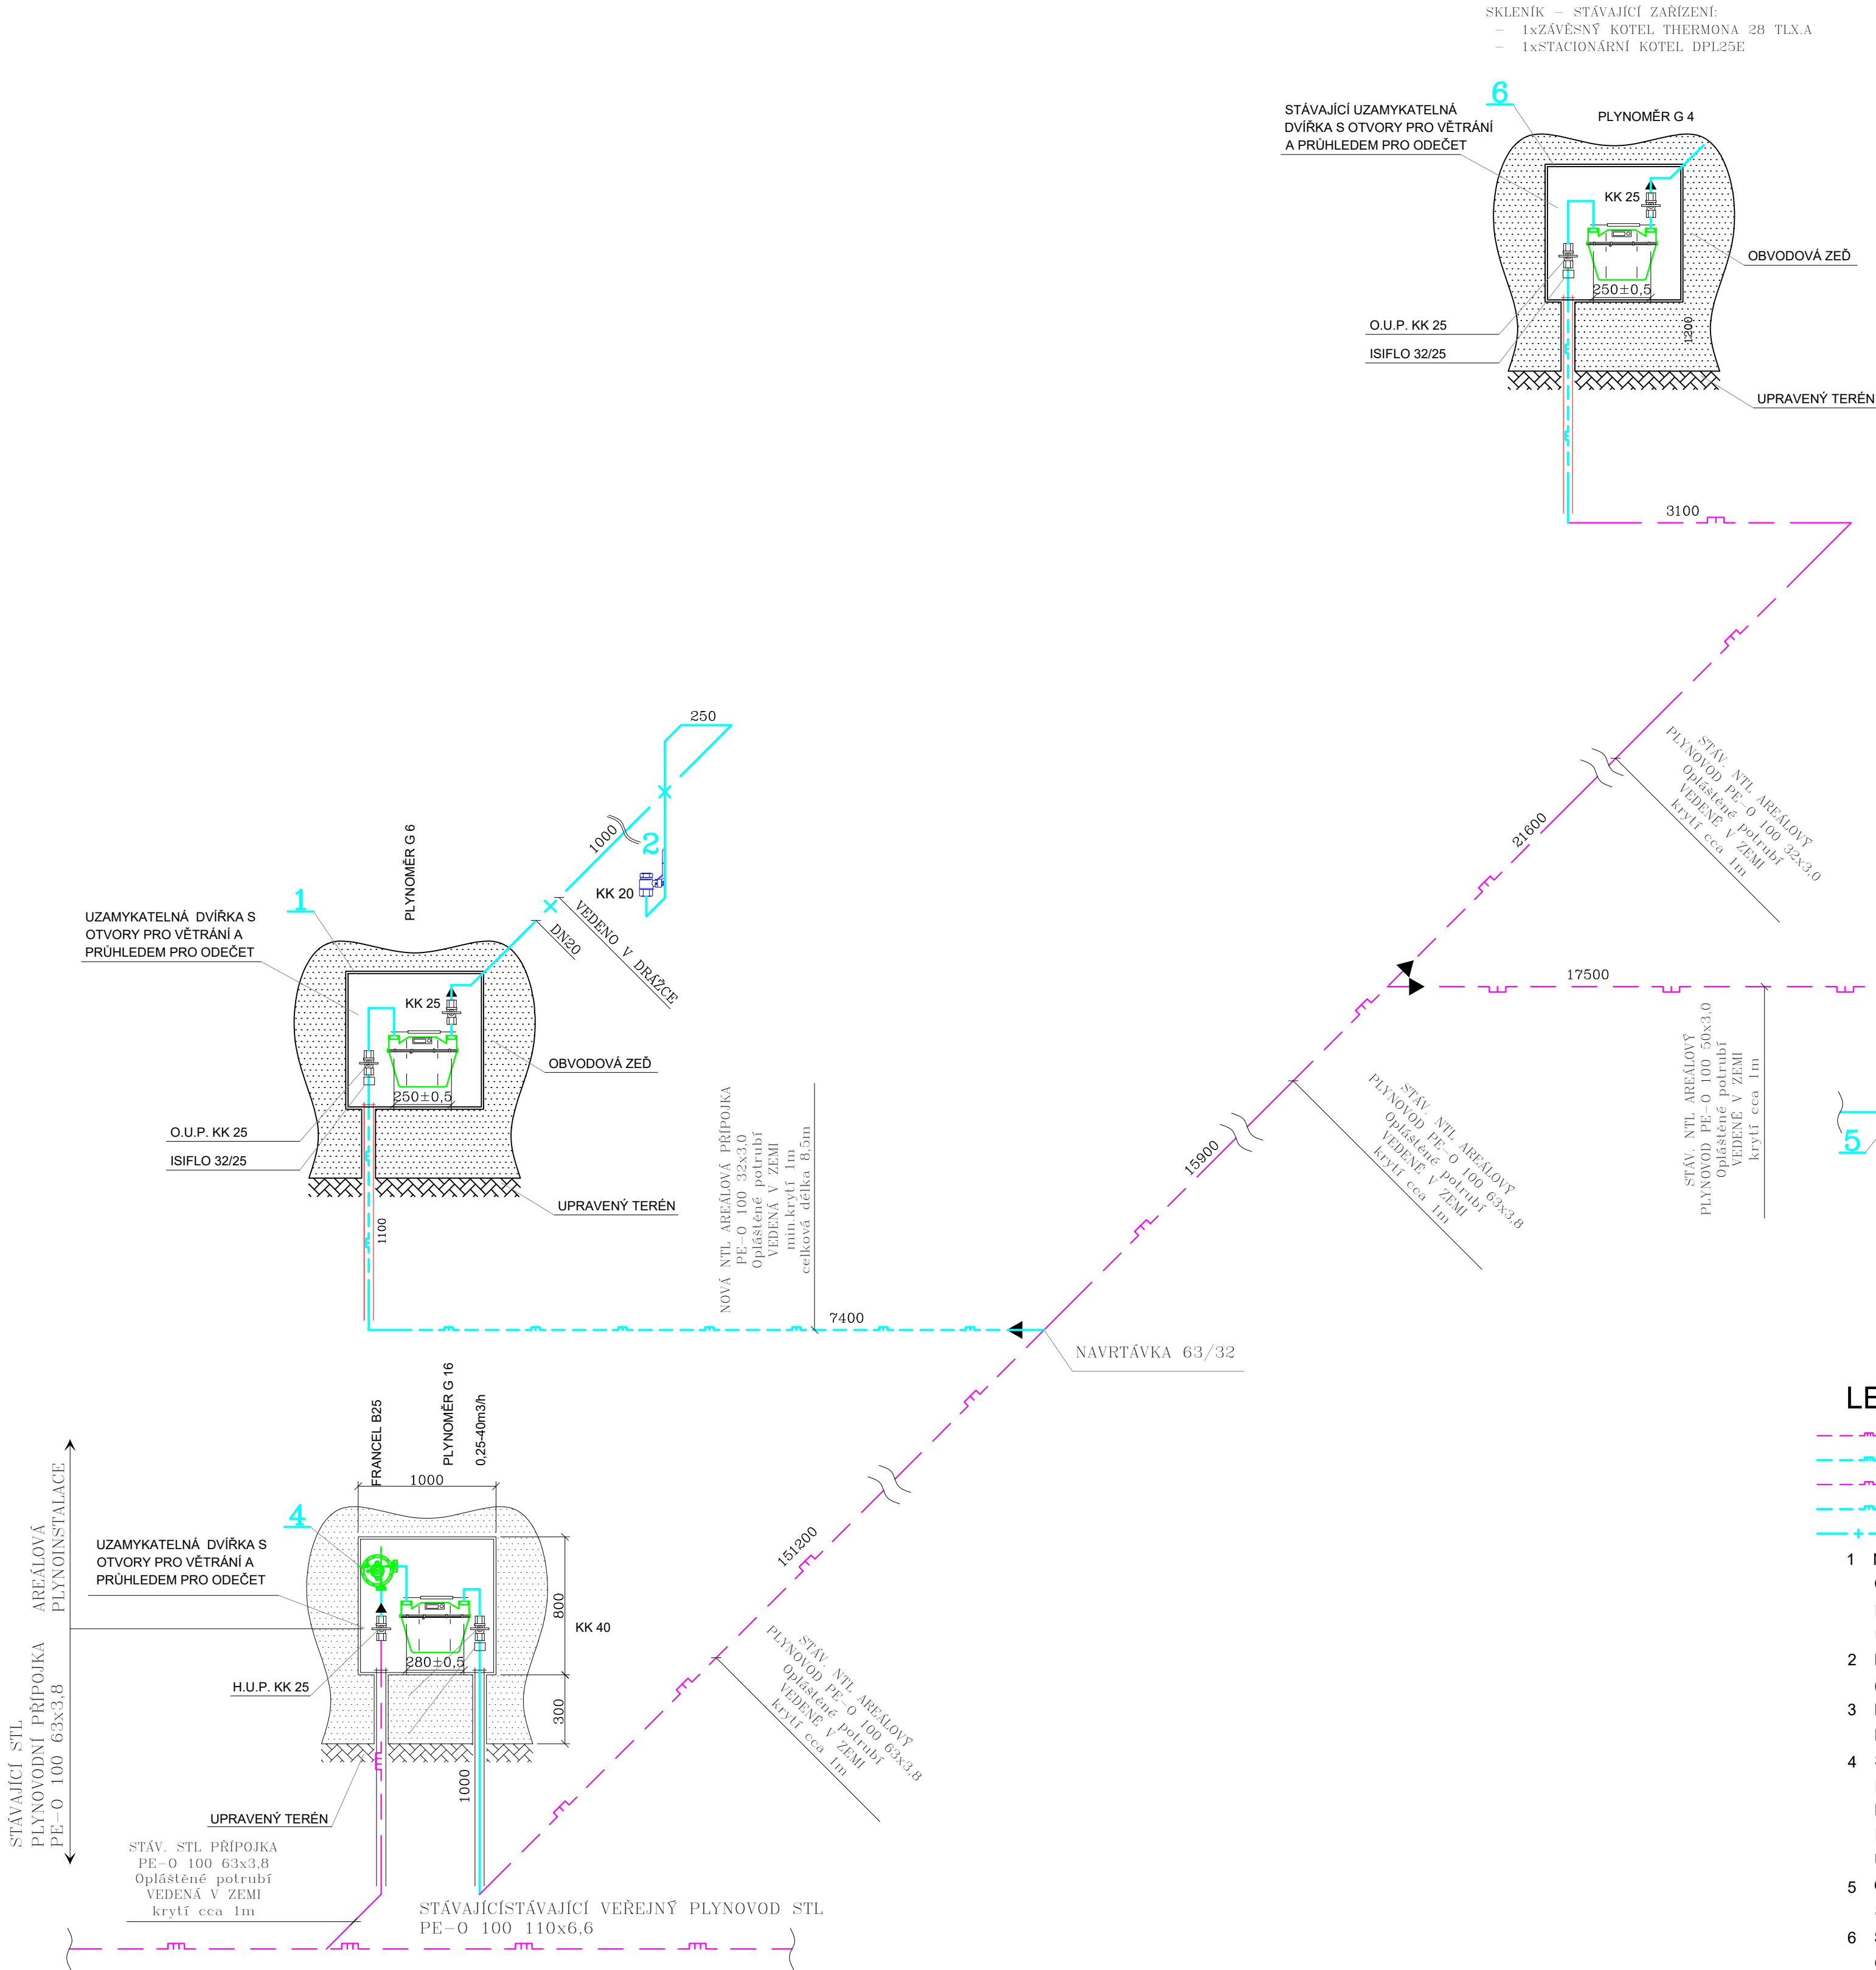 SKLENÍK – STÁVAJÍCÍ ZAŘÍZENÍ:
– 1xZÁVĚSNÝ KOTEL THERMONA 28 TLX.A
– 1xSTACIONÁRNÍ KOTEL DPL25E
6
STÁVAJÍCÍ UZAMYKATELNÁ
DVÍŘKA S OTVORY PRO VĚTRÁNÍ
A PRŮHLEDEM PRO ODEČET
PLYNOMĚR G 4
KK 25
OBVODOVÁ ZEĎ
250±0,5
O.U.P. KK 25
ISIFLO 32/25
1200
UPRAVENÝ TERÉN
3100
STÁV. NTL AREÁLOVÝ
PLYNOVOD PE-O 100 32x3,0
Opláštěné potrubí
VEDENÉ V ZEMI
krytí cca 1m
21600
250
1000
2
KK 20
VEDENO V DRÁŽCE
DN20
PLYNOMĚR G 6
1
UZAMYKATELNÁ DVÍŘKA S
OTVORY PRO VĚTRÁNÍ A
PRŮHLEDEM PRO ODEČET
KK 25
OBVODOVÁ ZEĎ
250±0,5
O.U.P. KK 25
ISIFLO 32/25
UPRAVENÝ TERÉN
1100
17500
STÁV. NTL AREÁLOVÝ
PLYNOVOD PE-O 100 50x3,0
Opláštěné potrubí
VEDENÉ V ZEMI
krytí cca 1m
5
STÁV. NTL AREÁLOVÝ
PLYNOVOD PE-O 100 63x3,8
Opláštěné potrubí
VEDENÉ V ZEMI
krytí cca 1m
15900
NOVÁ NTL AREÁLOVÁ PŘÍPOJKA
PE-O 100 32x3,0
Opláštěné potrubí
VEDENÁ V ZEMI
min.krytí 1m
celková délka 8.5m
7400
NAVRTÁVKA 63/32
FRANCEL B25
PLYNOMĚR G 16
0,25-40m3/h
1000
4
UZAMYKATELNÁ DVÍŘKA S
OTVORY PRO VĚTRÁNÍ A
PRŮHLEDEM PRO ODEČET
800
KK 40
280±0,5
H.U.P. KK 25
300
1000
UPRAVENÝ TERÉN
AREÁLOVÁ
PLYNOINSTALACE
STÁVAJÍCÍ STL
PLYNOVODNÍ PŘÍPOJKA
PE-O 100 63x3,8
STÁV. STL PŘÍPOJKA
PE-O 100 63x3,8
Opláštěné potrubí
VEDENÁ V ZEMI
krytí cca 1m
STÁVAJÍCÍSTÁVAJÍCÍ VEŘEJNÝ PLYNOVOD STL
PE-O 100 110x6,6
151200
STÁV. NTL AREÁLOVÝ
PLYNOVOD PE-O 100 63x3,8
Opláštěné potrubí
VEDENÉ V ZEMI
krytí cca 1m
LE
1
2
3
4
5
6